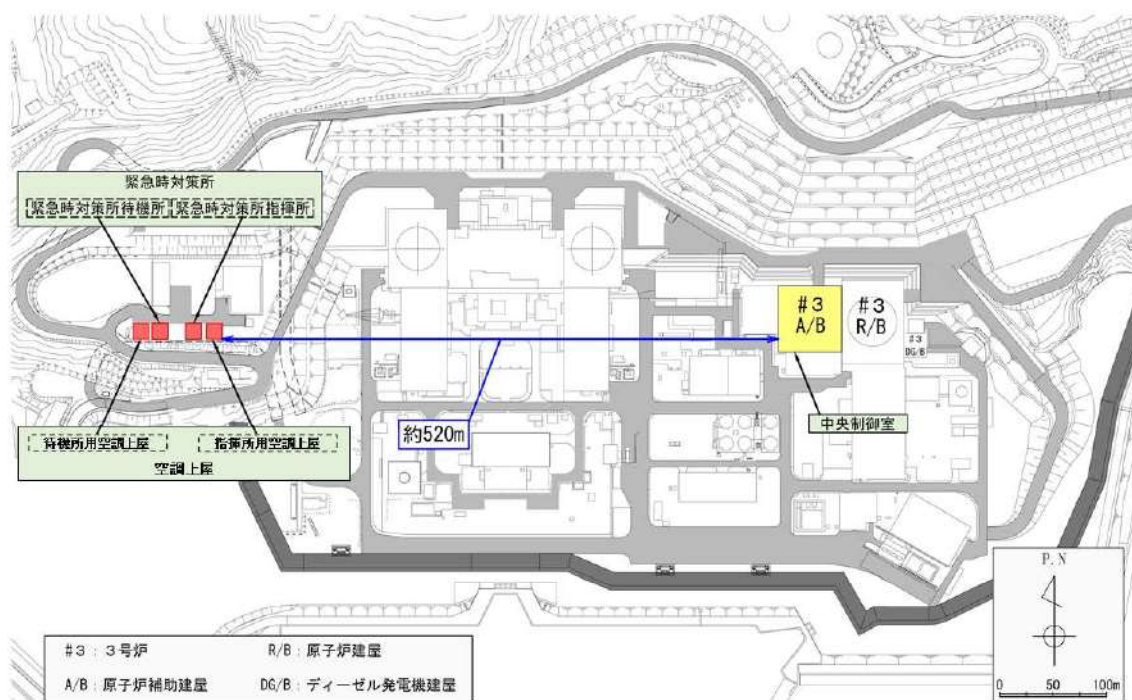 緊急時対策所
緊急時対策所待機所 緊急時対策所指揮所
#3
A/B
#3
R/B
#3
DG/B
中央制御室
約520m
待機所用空調上屋 指揮所用空調上屋
空調上屋
P.N
0 50 100m
#3：3号炉 R/B：原子炉建屋
A/B：原子炉補助建屋 DG/B：ディーゼル発電機建屋